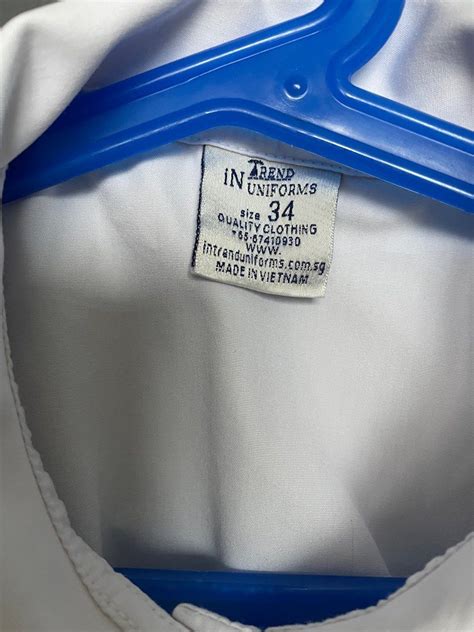 IN TREND
UNIFORMS
size 34
QUALITY CLOTHING
+65-67410930
www.
intrenduniforms.com.sg
MADE IN VIETNAM